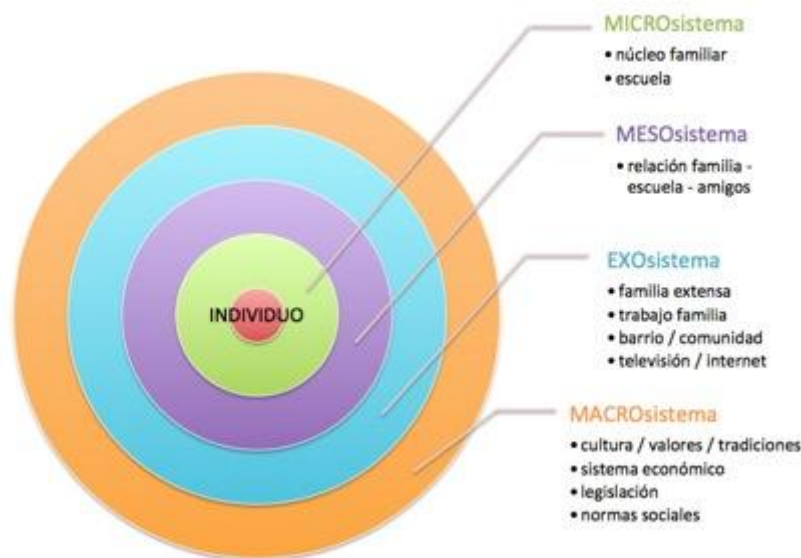 MICROsistema
• núcleo familiar
• escuela
MESOsistema
• relación familia -
escuela - amigos
INDIVIDUO
EXOsistema
• familia extensa
• trabajo familia
• barrio / comunidad
• televisión / internet
MACROsistema
• cultura / valores / tradiciones
• sistema económico
• legislación
• normas sociales